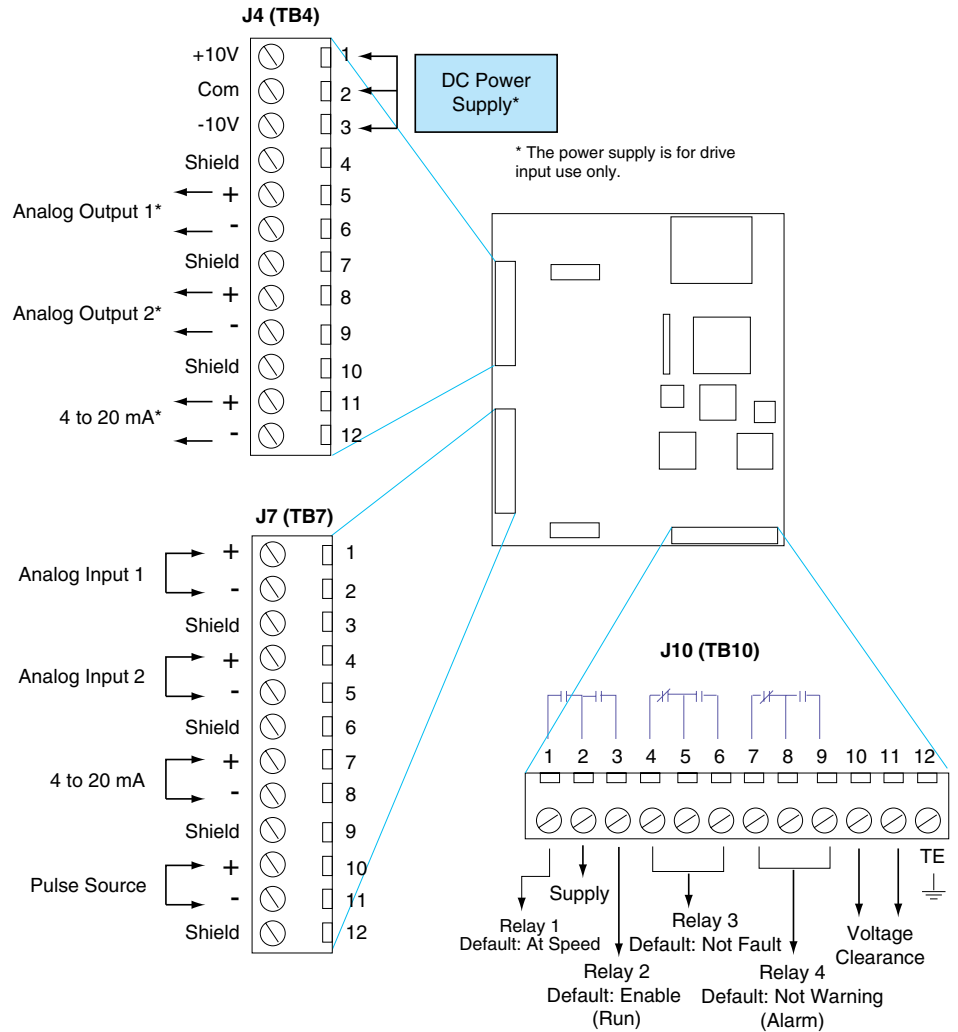 J4 (TB4)
+10V 1
Com 2
-10V 3
Shield 4
+ 5
Analog Output 1*
- 6
Shield 7
+ 8
Analog Output 2*
- 9
Shield 10
+ 11
4 to 20 mA*
- 12
DC Power
Supply*
* The power supply is for drive
input use only.
J7 (TB7)
+ 1
Analog Input 1
- 2
Shield 3
+ 4
Analog Input 2
- 5
Shield 6
+ 7
4 to 20 mA
- 8
Shield 9
+ 10
Pulse Source
- 11
Shield 12
J10 (TB10)
1 2 3 4 5 6 7 8 9 10 11 12
TE
Supply
Relay 1
Default: At Speed
Relay 2
Default: Enable
(Run)
Relay 3
Default: Not Fault
Relay 4
Default: Not Warning
(Alarm)
Voltage
Clearance